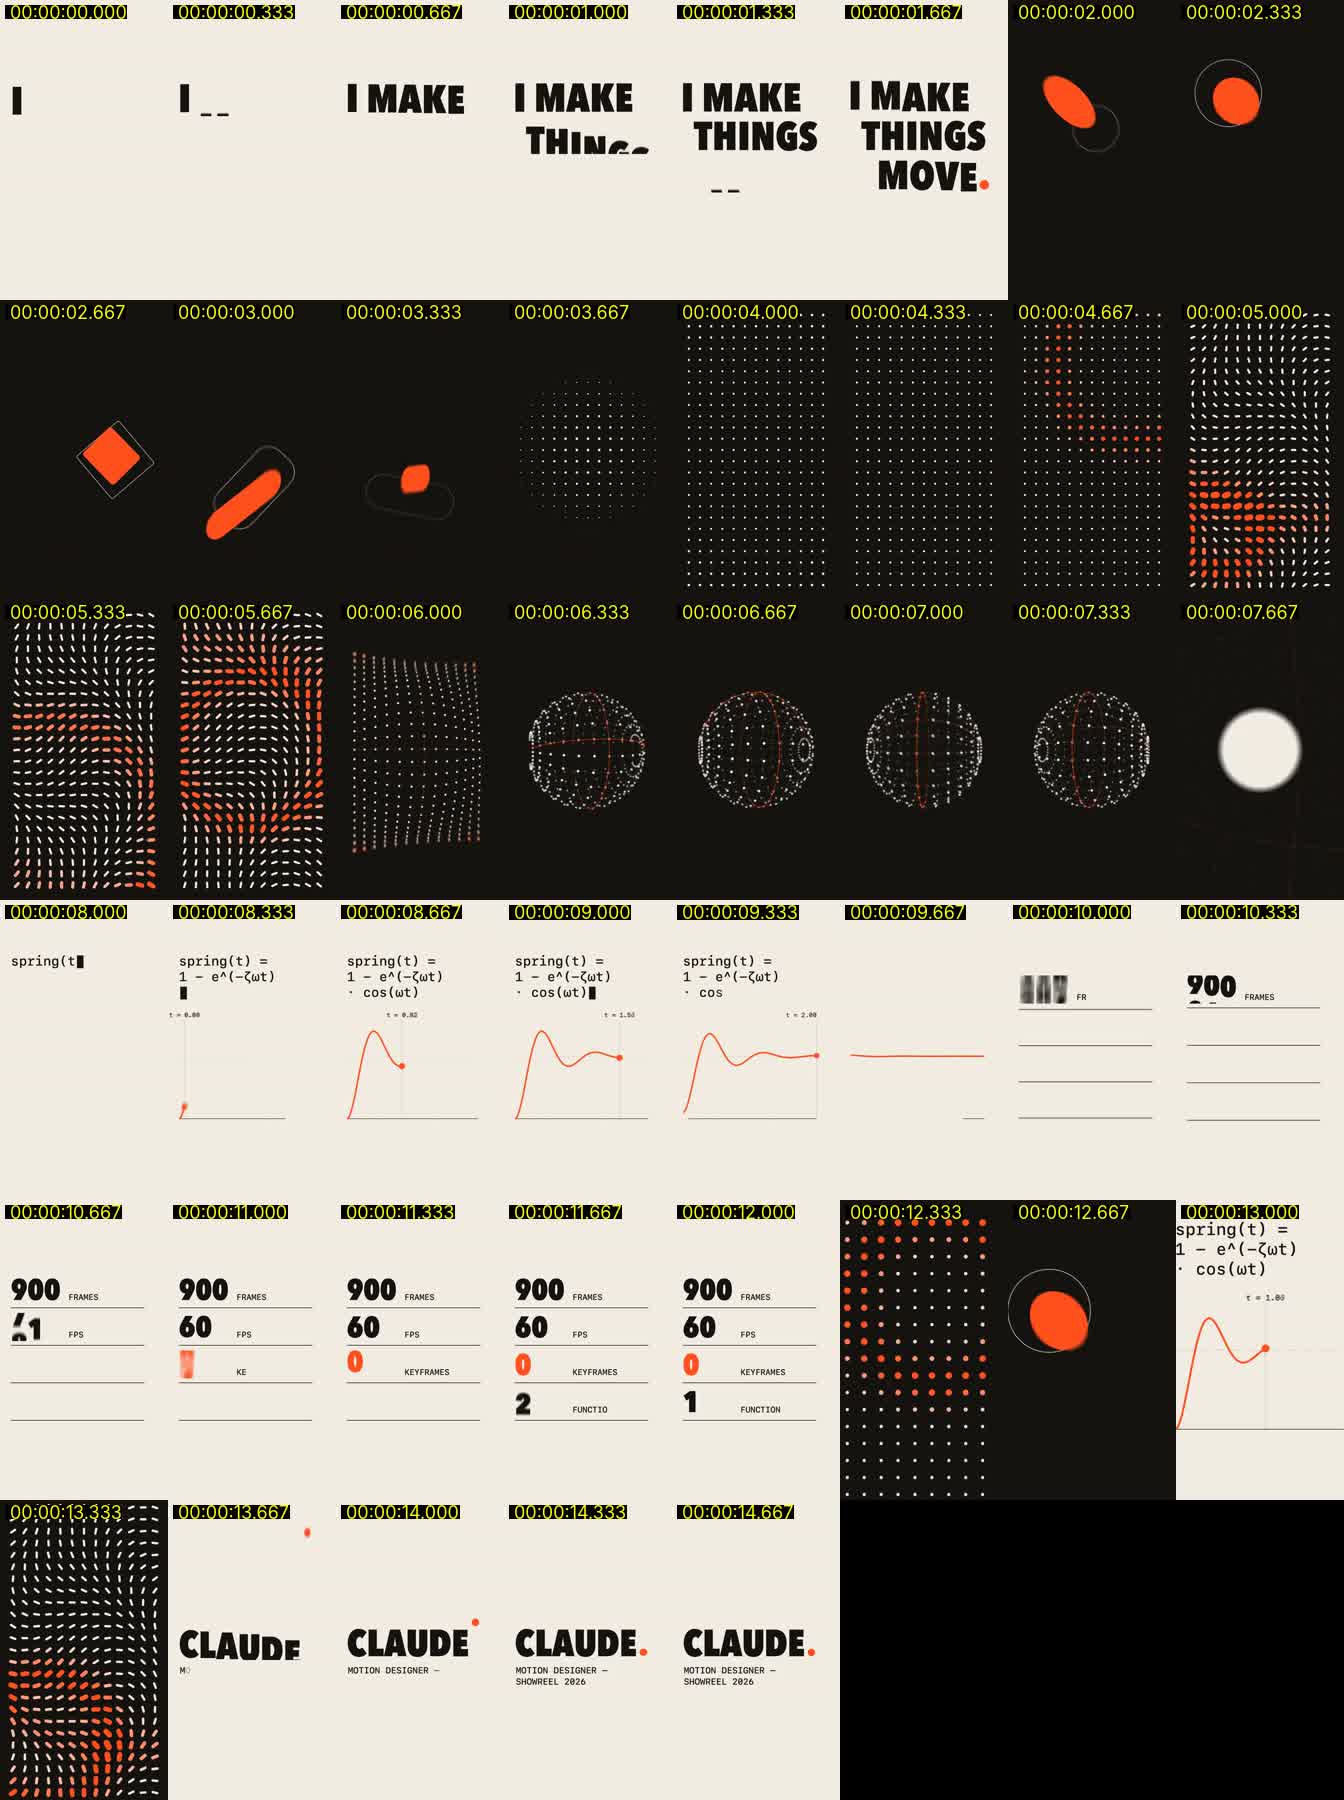 00:00:00.000 00:00:00.333 00:00:00.667 00:00:01.000 00:00:01.333 00:00:01.667 00:00:02.000 00:00:02.333
I
I
I MAKE
I MAKE
THINGS
I MAKE
THINGS
I MAKE
THINGS
MOVE.
00:00:02.667 00:00:03.000 00:00:03.333 00:00:03.667 00:00:04.000 00:00:04.333 00:00:04.667 00:00:05.000
00:00:05.333 00:00:05.667 00:00:06.000 00:00:06.333 00:00:06.667 00:00:07.000 00:00:07.333 00:00:07.667
00:00:08.000 00:00:08.333 00:00:08.667 00:00:09.000 00:00:09.333 00:00:09.667 00:00:10.000 00:00:10.333
spring(t
spring(t) =
1 − e^(−ζωt)
t = 0.00
spring(t) =
1 − e^(−ζωt)
· cos(ωt)
t = 0.82
spring(t) =
1 − e^(−ζωt)
· cos(ωt)
t = 1.50
spring(t) =
1 − e^(−ζωt)
· cos
t = 2.00
FR
900 FRAMES
00:00:10.667 00:00:11.000 00:00:11.333 00:00:11.667 00:00:12.000 00:00:12.333 00:00:12.667 00:00:13.000
900 FRAMES
61 FPS
900 FRAMES
60 FPS
KE
900 FRAMES
60 FPS
0 KEYFRAMES
900 FRAMES
60 FPS
0 KEYFRAMES
2 FUNCTIO
900 FRAMES
60 FPS
0 KEYFRAMES
1 FUNCTION
spring(t) =
1 − e^(−ζωt)
· cos(ωt)
t = 1.00
00:00:13.333 00:00:13.667 00:00:14.000 00:00:14.333 00:00:14.667
CLAUDE
M
CLAUDE
MOTION DESIGNER —
CLAUDE.
MOTION DESIGNER —
SHOWREEL 2026
CLAUDE.
MOTION DESIGNER —
SHOWREEL 2026